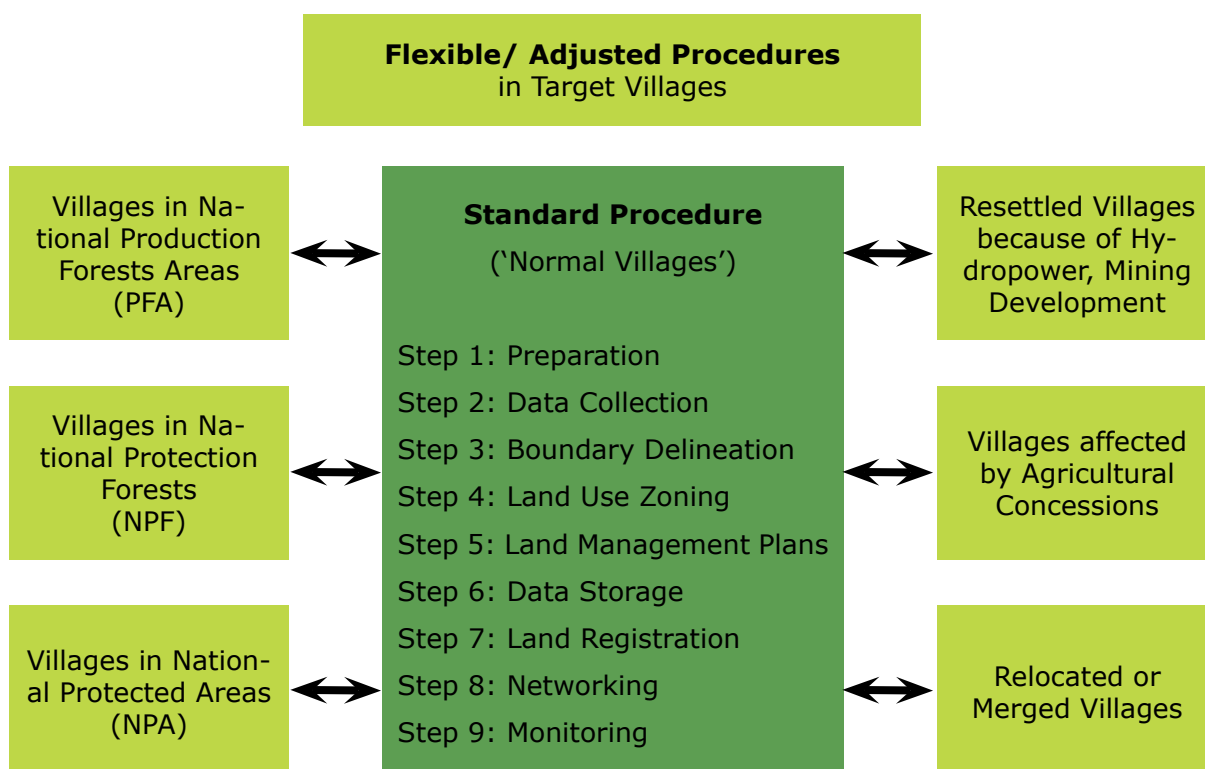 Flexible/ Adjusted Procedures
in Target Villages
Villages in Na-
tional Production
Forests Areas
(PFA)
Villages in Na-
tional Protection
Forests
(NPF)
Villages in Nation-
al Protected Areas
(NPA)
Standard Procedure
(‘Normal Villages’)
Step 1: Preparation
Step 2: Data Collection
Step 3: Boundary Delineation
Step 4: Land Use Zoning
Step 5: Land Management Plans
Step 6: Data Storage
Step 7: Land Registration
Step 8: Networking
Step 9: Monitoring
Resettled Villages
because of Hy-
dropower, Mining
Development
Villages affected
by Agricultural
Concessions
Relocated or
Merged Villages